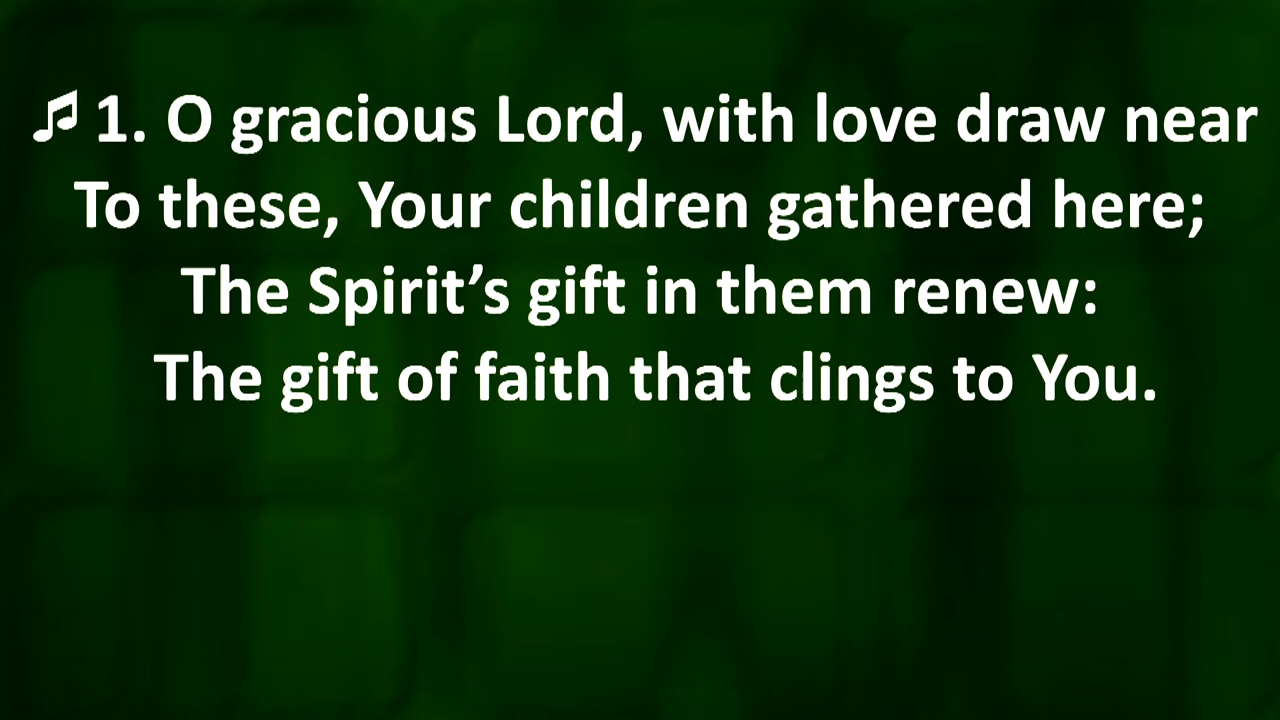 ♫ 1. O gracious Lord, with love draw near
To these, Your children gathered here;
The Spirit’s gift in them renew:
The gift of faith that clings to You.